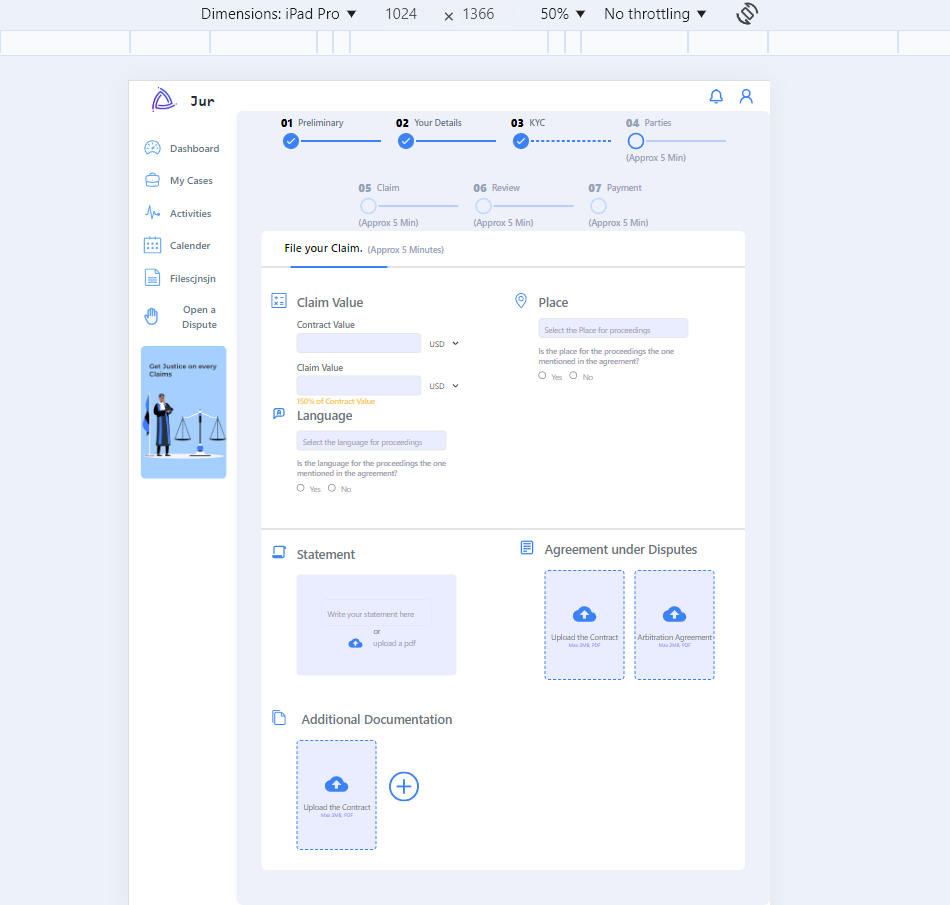 Dimensions: iPad Pro ▼ 1024 × 1366 50% ▼ No throttling ▼
Jur
01 Preliminary
02 Your Details
03 KYC
04 Parties
(Approx 5 Min)
05 Claim
(Approx 5 Min)
06 Review
(Approx 5 Min)
07 Payment
(Approx 5 Min)
Dashboard
My Cases
Activities
Calender
Filescjnsjn
Open a
Dispute
Get Justice on every
Claims
File your Claim. (Approx 5 Minutes)
Claim Value
Contract Value
USD
Claim Value
USD
150% of Contract Value
Place
Select the Place for proceedings
Is the place for the proceedings the one
mentioned in the agreement?
Yes No
Language
Select the language for proceedings
Is the language for the proceedings the one
mentioned in the agreement?
Yes No
Statement
Write your statement here
or
upload a pdf
Agreement under Disputes
Upload the Contract
Max 2MB, PDF
Arbitration Agreement
Max 2MB, PDF
Additional Documentation
Upload the Contract
Max 2MB, PDF